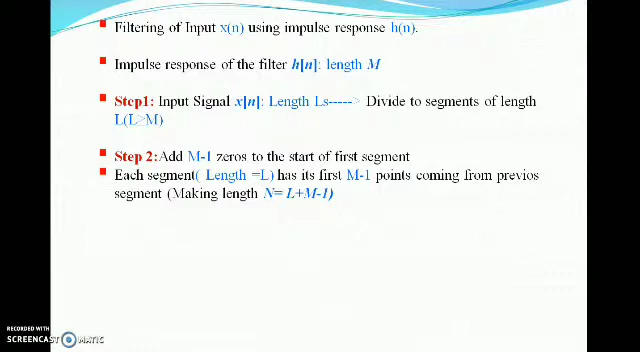 Filtering of Input x(n) using impulse response h(n).
Impulse response of the filter h[n]: length M
Step1: Input Signal x[n]: Length Ls-----> Divide to segments of length
L(L≥M)
Step 2:Add M-1 zeros to the start of first segment
Each segment( Length =L) has its first M-1 points coming from previos
segment (Making length N= L+M-1)
RECORDED WITH
SCREENCAST MATIC